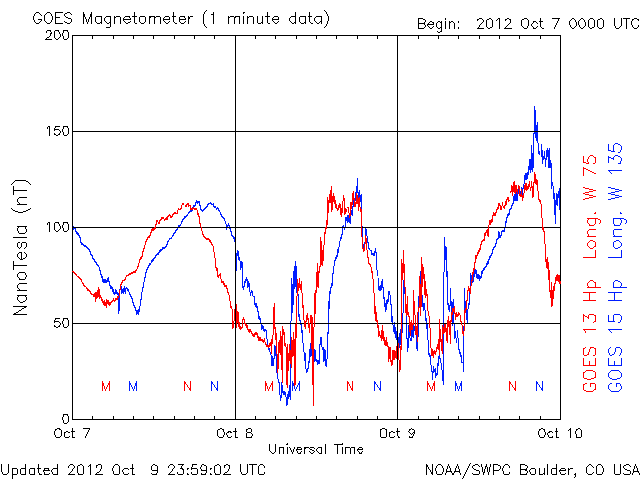 GOES Magnetometer (1 minute data)
Begin: 2012 Oct 7 0000 UTC
200
150
100
50
0
NanoTesla (nT)
M M N N M M N N M M N N
Oct 7 Oct 8 Oct 9 Oct 10
Universal Time
GOES 13 Hp Long. W 75
GOES 15 Hp Long. W 135
Updated 2012 Oct 9 23:59:02 UTC
NOAA/SWPC Boulder, CO USA